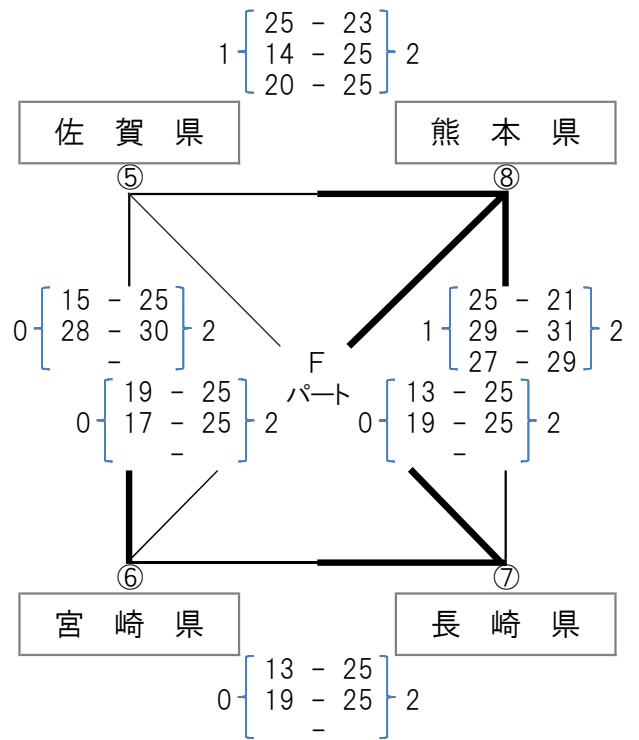 25 - 23
1 14 - 25 2
20 - 25
佐 賀 県 熊 本 県
⑤ ⑧
15 - 25 25 - 21
0 28 - 30 2 1 29 - 31 2
- 27 - 29
F
パート
19 - 25 13 - 25
0 17 - 25 2 0 19 - 25 2
- -
⑥ ⑦
宮 崎 県 長 崎 県
13 - 25
0 19 - 25 2
-